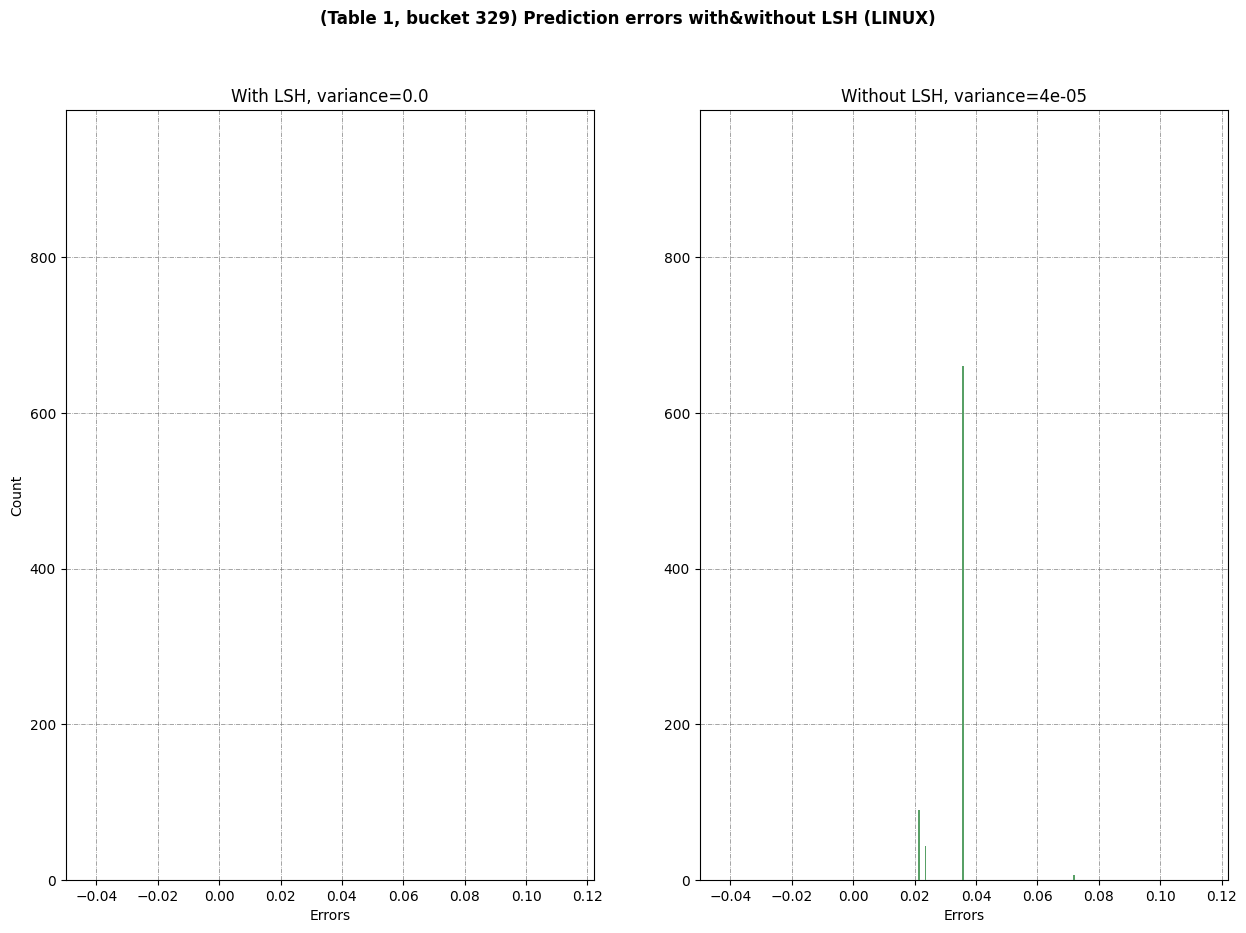 (Table 1, bucket 329) Prediction errors with&without LSH (LINUX)
With LSH, variance=0.0
800
600
400
200
0
Count
−0.04 −0.02 0.00 0.02 0.04 0.06 0.08 0.10 0.12
Errors
Without LSH, variance=4e-05
800
600
400
200
0
−0.04 −0.02 0.00 0.02 0.04 0.06 0.08 0.10 0.12
Errors